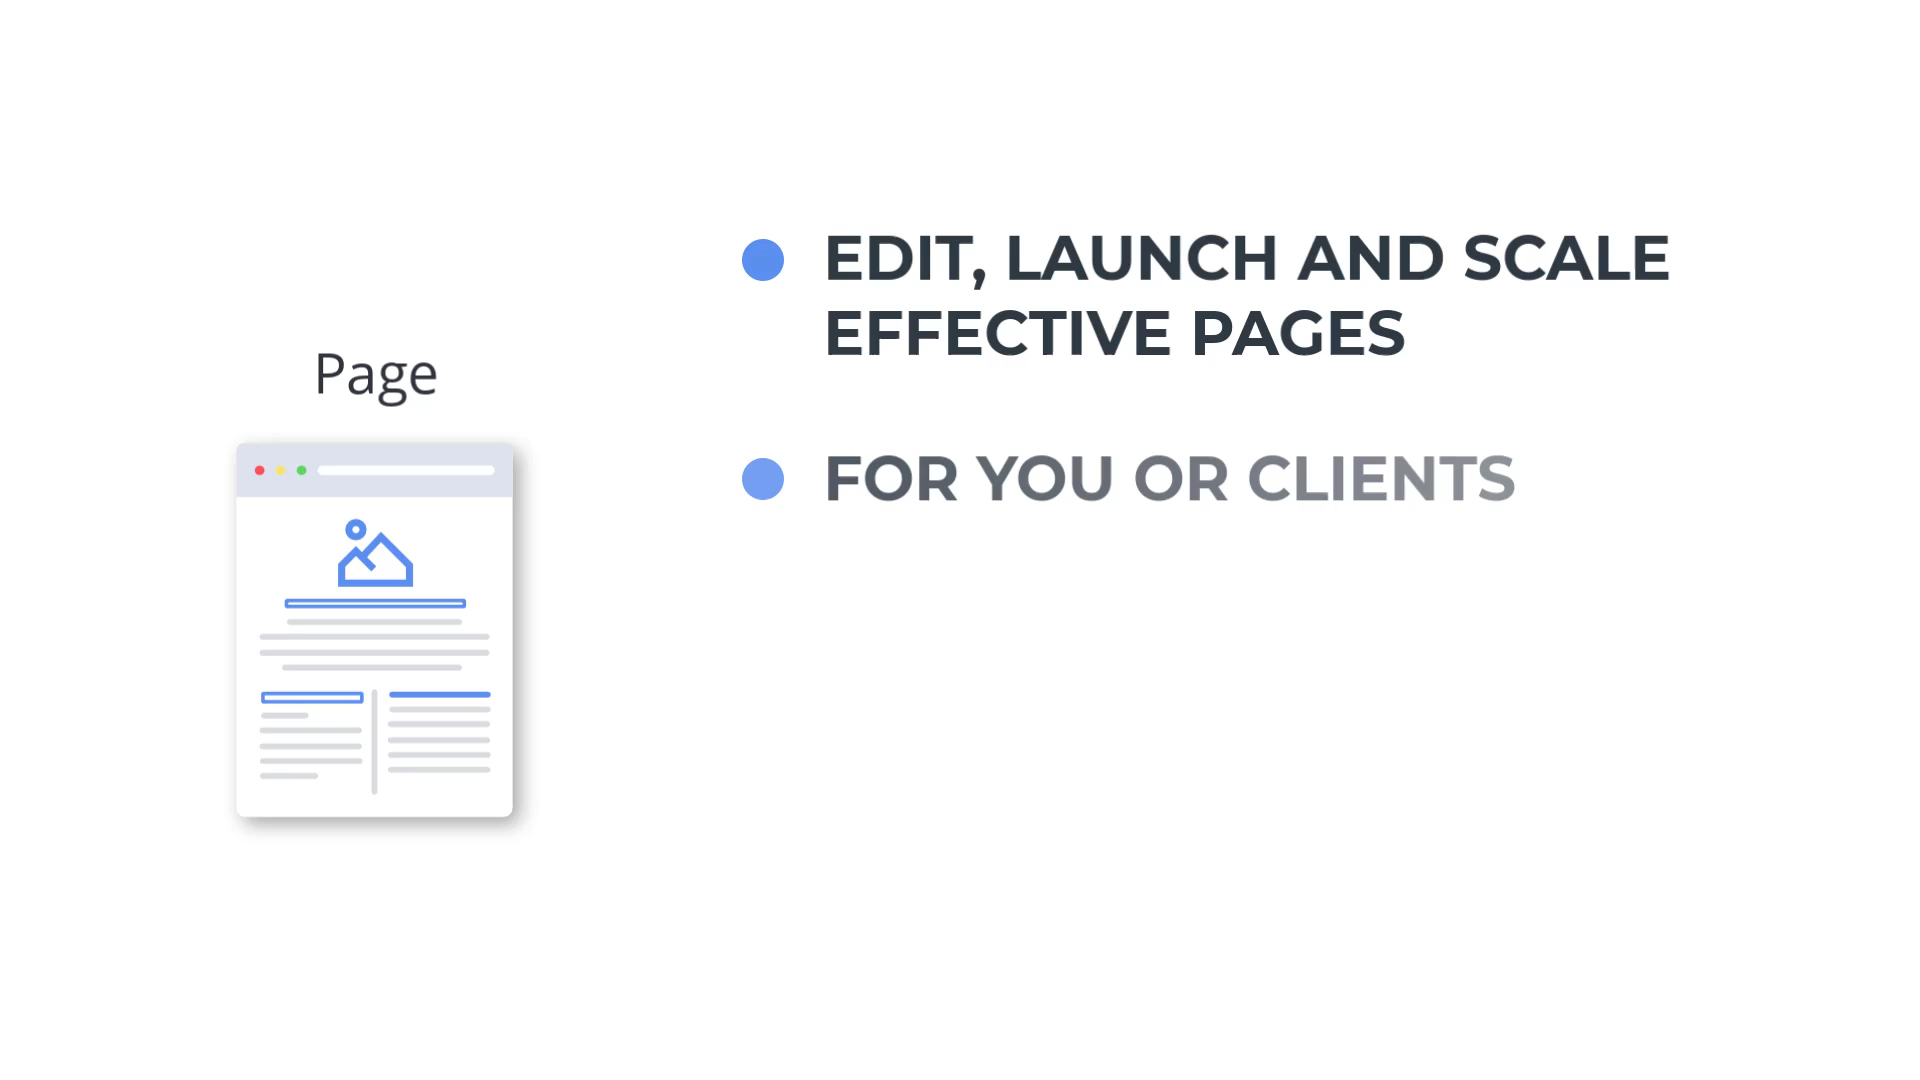 Page
EDIT, LAUNCH AND SCALE
EFFECTIVE PAGES
FOR YOU OR CLIENTS